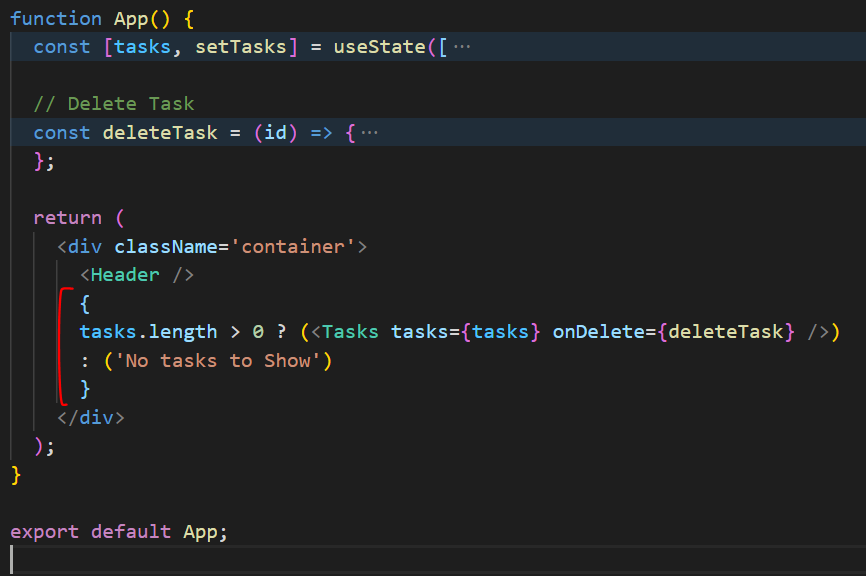 function App() {
  const [tasks, setTasks] = useState([ ···
  // Delete Task
  const deleteTask = (id) => { ···
  };
  return (
    <div className='container'>
      <Header />
      {
      tasks.length > 0 ? (<Tasks tasks={tasks} onDelete={deleteTask} />)
      : ('No tasks to Show')
      }
    </div>
  );
}
export default App;